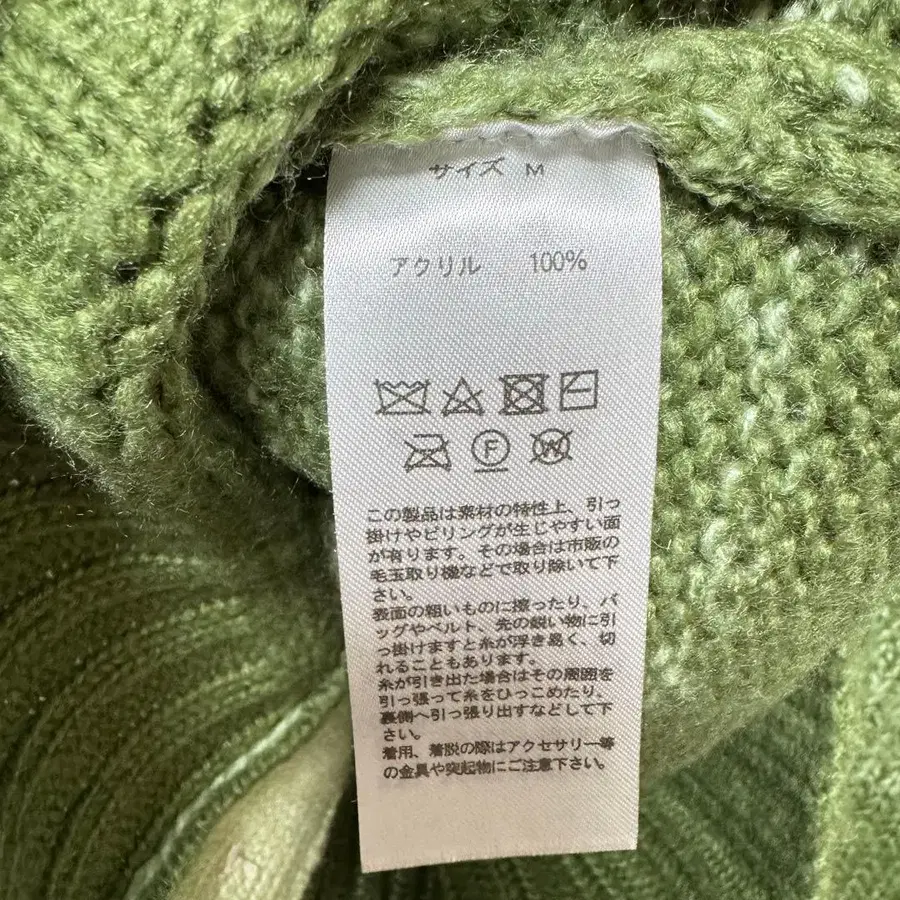 サイズ M
アクリル 100%
F
W
この製品は素材の特性上、引っ
掛けやピリングが生じやすい面
が有ります。その場合は市販の
毛玉取り機などで取り除いて下
さい。
表面の粗いものに擦ったり、バ
ッグやベルト、先の鋭い物に引
っ掛けますと糸が浮き易く、切
れることもあります。
糸が引き出た場合はその周囲を
引っ張って糸をひっこめたり、
裏側へ引っ張り出すなどして下
さい。
着用、着脱の際はアクセサリー等
の金具や突起物にご注意下さい。